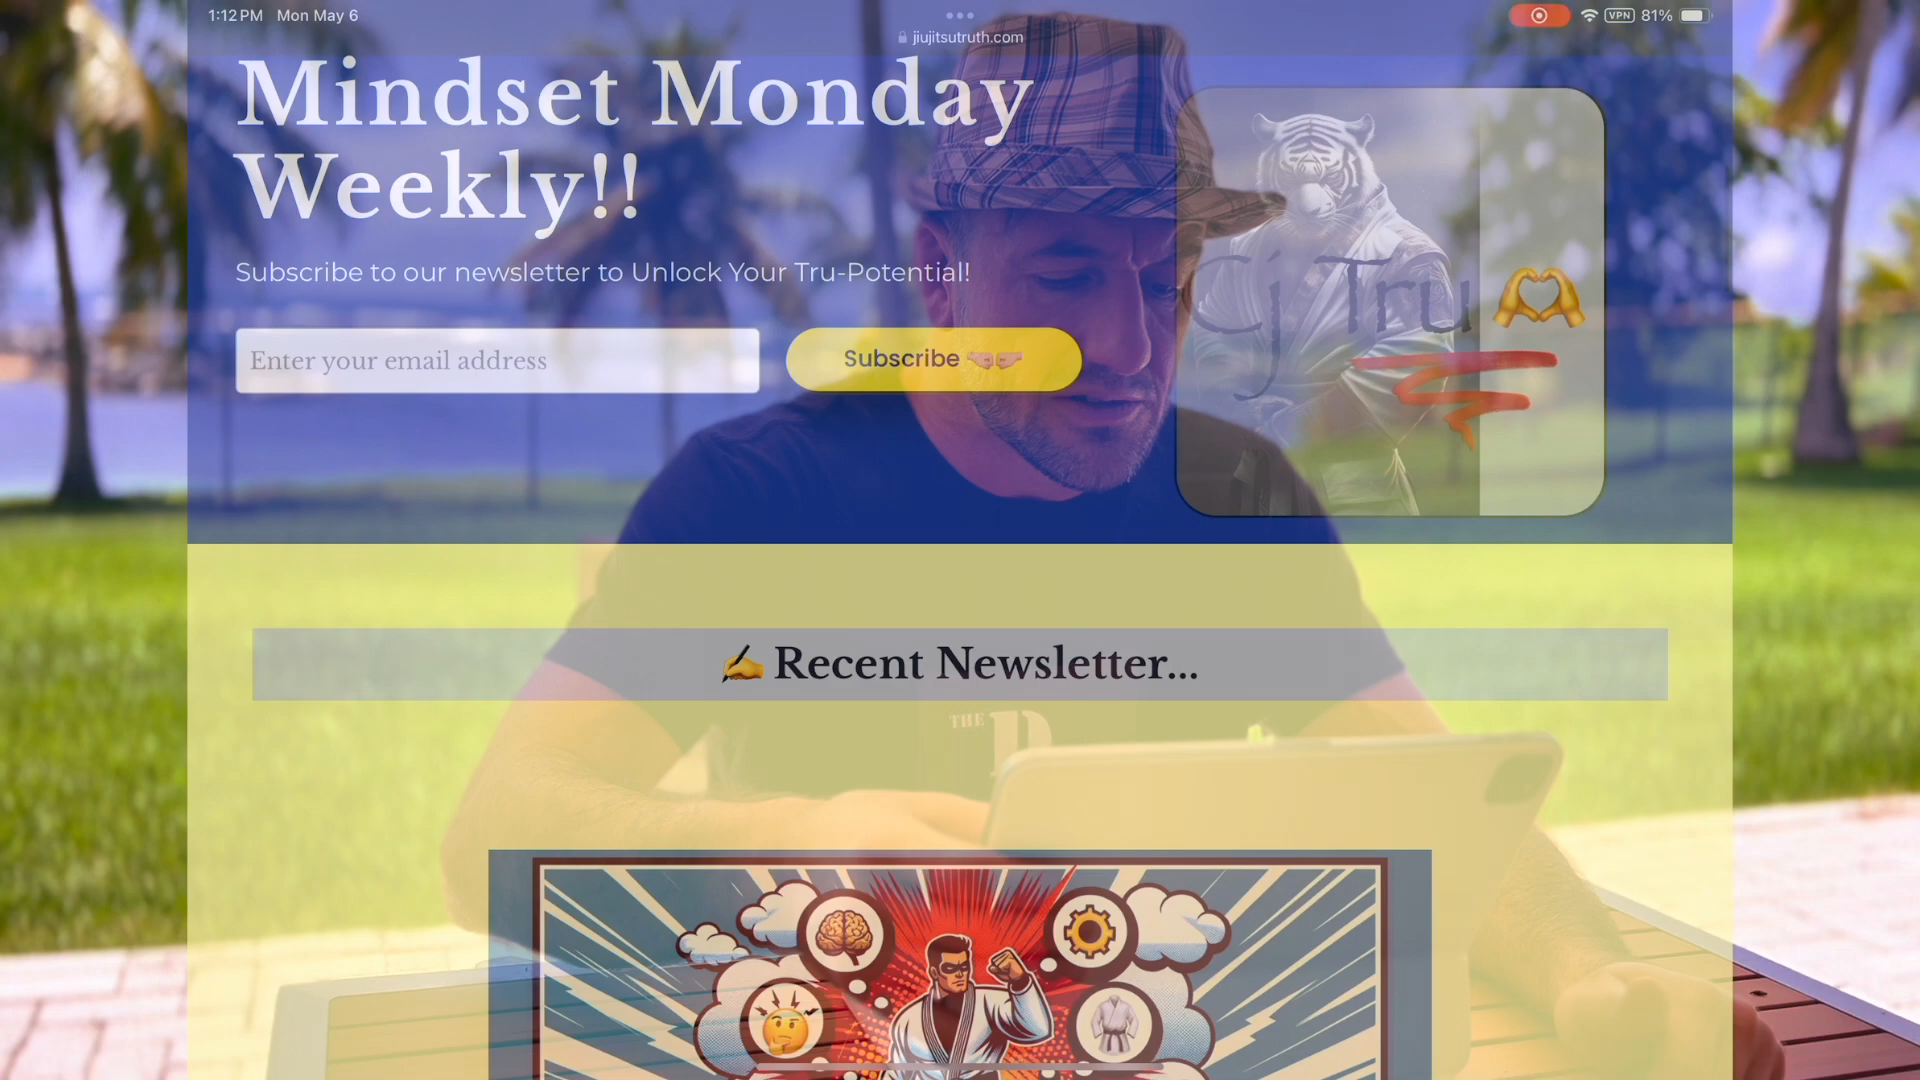 1:12 PM Mon May 6
jiujitsutruth.com
VPN 81%
Mindset Monday
Weekly!!
Subscribe to our newsletter to Unlock Your Tru-Potential!
Enter your email address
Subscribe
Cj Tru
Recent Newsletter...
THE